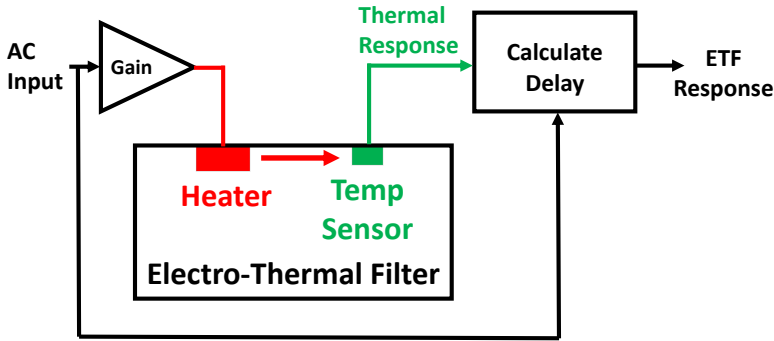 AC
Input
Gain
Thermal
Response
Calculate
Delay
ETF
Response
Heater
Temp
Sensor
Electro-Thermal Filter